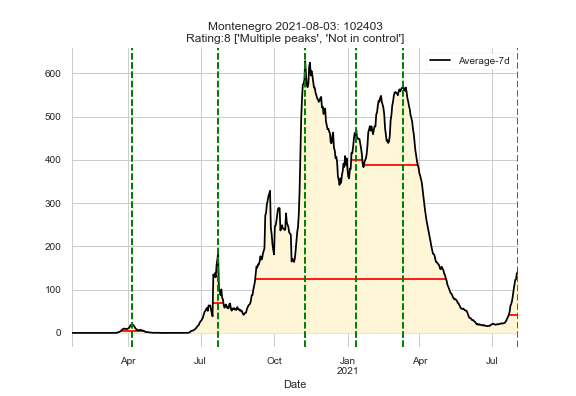 Montenegro 2021-08-03: 102403
Rating:8 ['Multiple peaks', 'Not in control']
Average-7d
600
500
400
300
200
100
0
Apr Jul Oct Jan Apr Jul
2021
Date